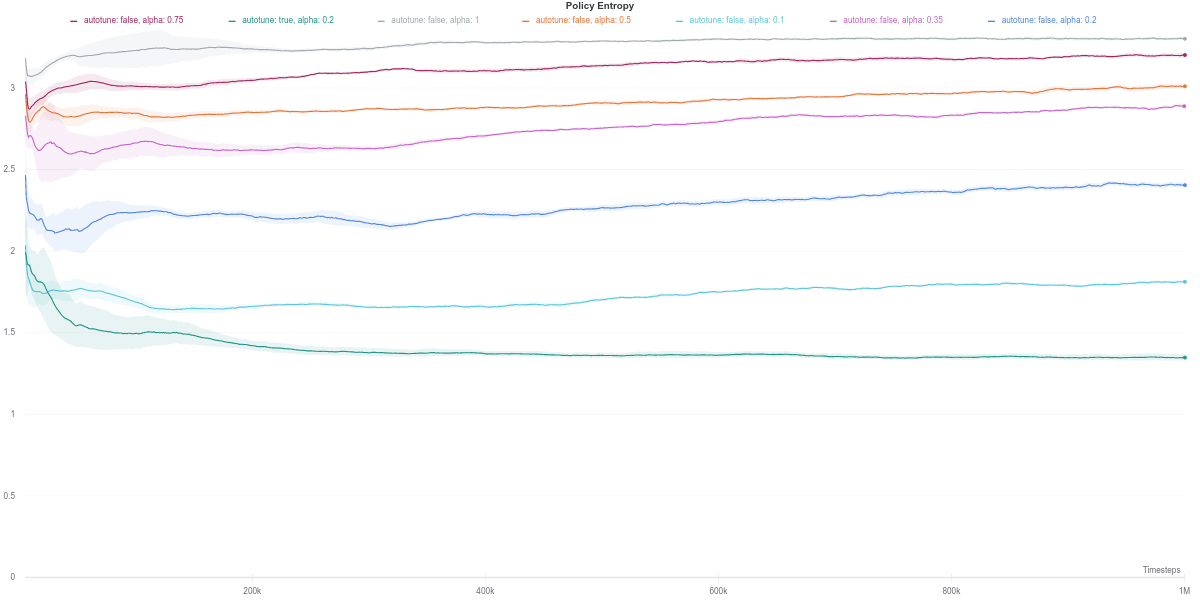 Policy Entropy
autotune: false, alpha: 0.75 autotune: true, alpha: 0.2 autotune: false, alpha: 1 autotune: false, alpha: 0.5 autotune: false, alpha: 0.1 autotune: false, alpha: 0.35 autotune: false, alpha: 0.2
3
2.5
2
1.5
1
0.5
0
Timesteps
200k 400k 600k 800k 1M